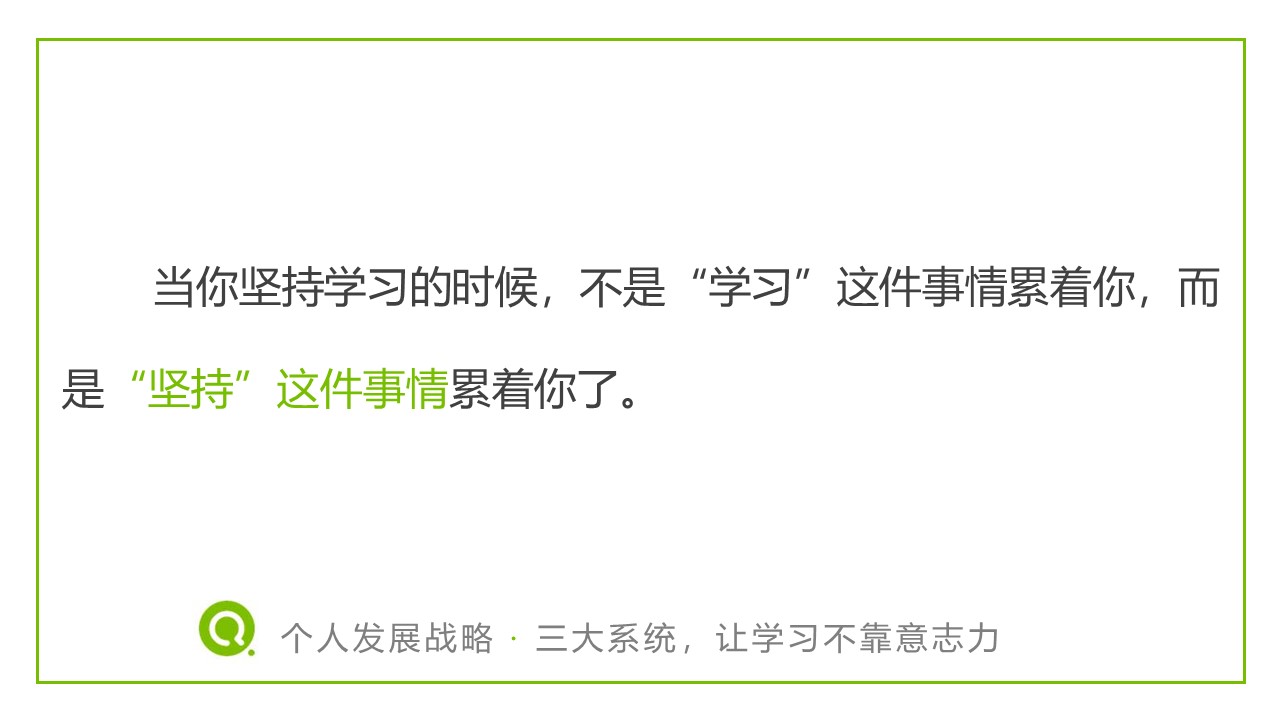 当你坚持学习的时候，不是“学习”这件事情累着你，而
是“坚持”这件事情累着你了。
个人发展战略 · 三大系统，让学习不靠意志力